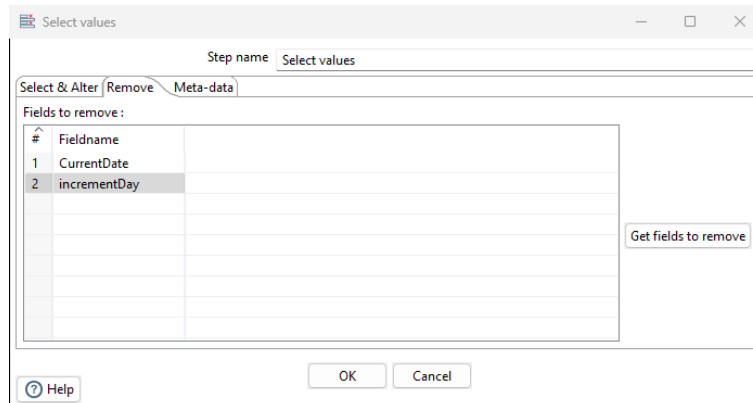 Select values
Step name Select values
Select & Alter Remove Meta-data
Fields to remove :
# Fieldname
1 CurrentDate
2 incrementDay
Get fields to remove
OK Cancel
Help